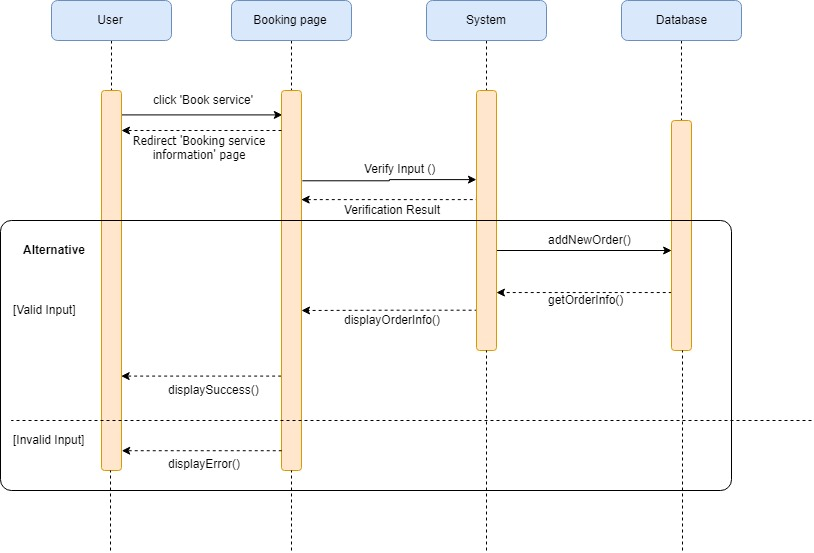 User
Booking page
System
Database
click 'Book service'
Redirect 'Booking service
information' page
Verify Input ()
Verification Result
Alternative
addNewOrder()
getOrderInfo()
[Valid Input]
displayOrderInfo()
displaySuccess()
[Invalid Input]
displayError()